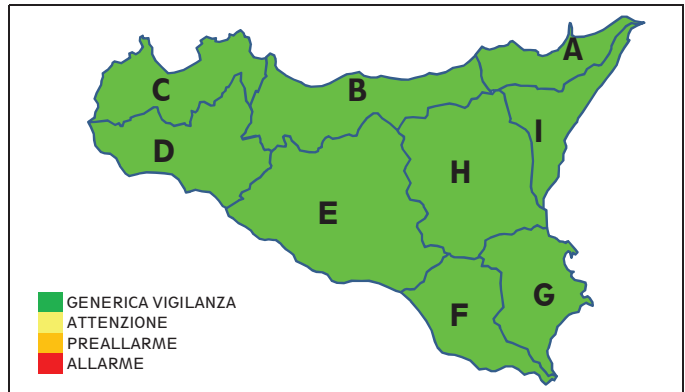 A
C
B
I
D
H
E
G
F
GENERICA VIGILANZA
ATTENZIONE
PREALLARME
ALLARME